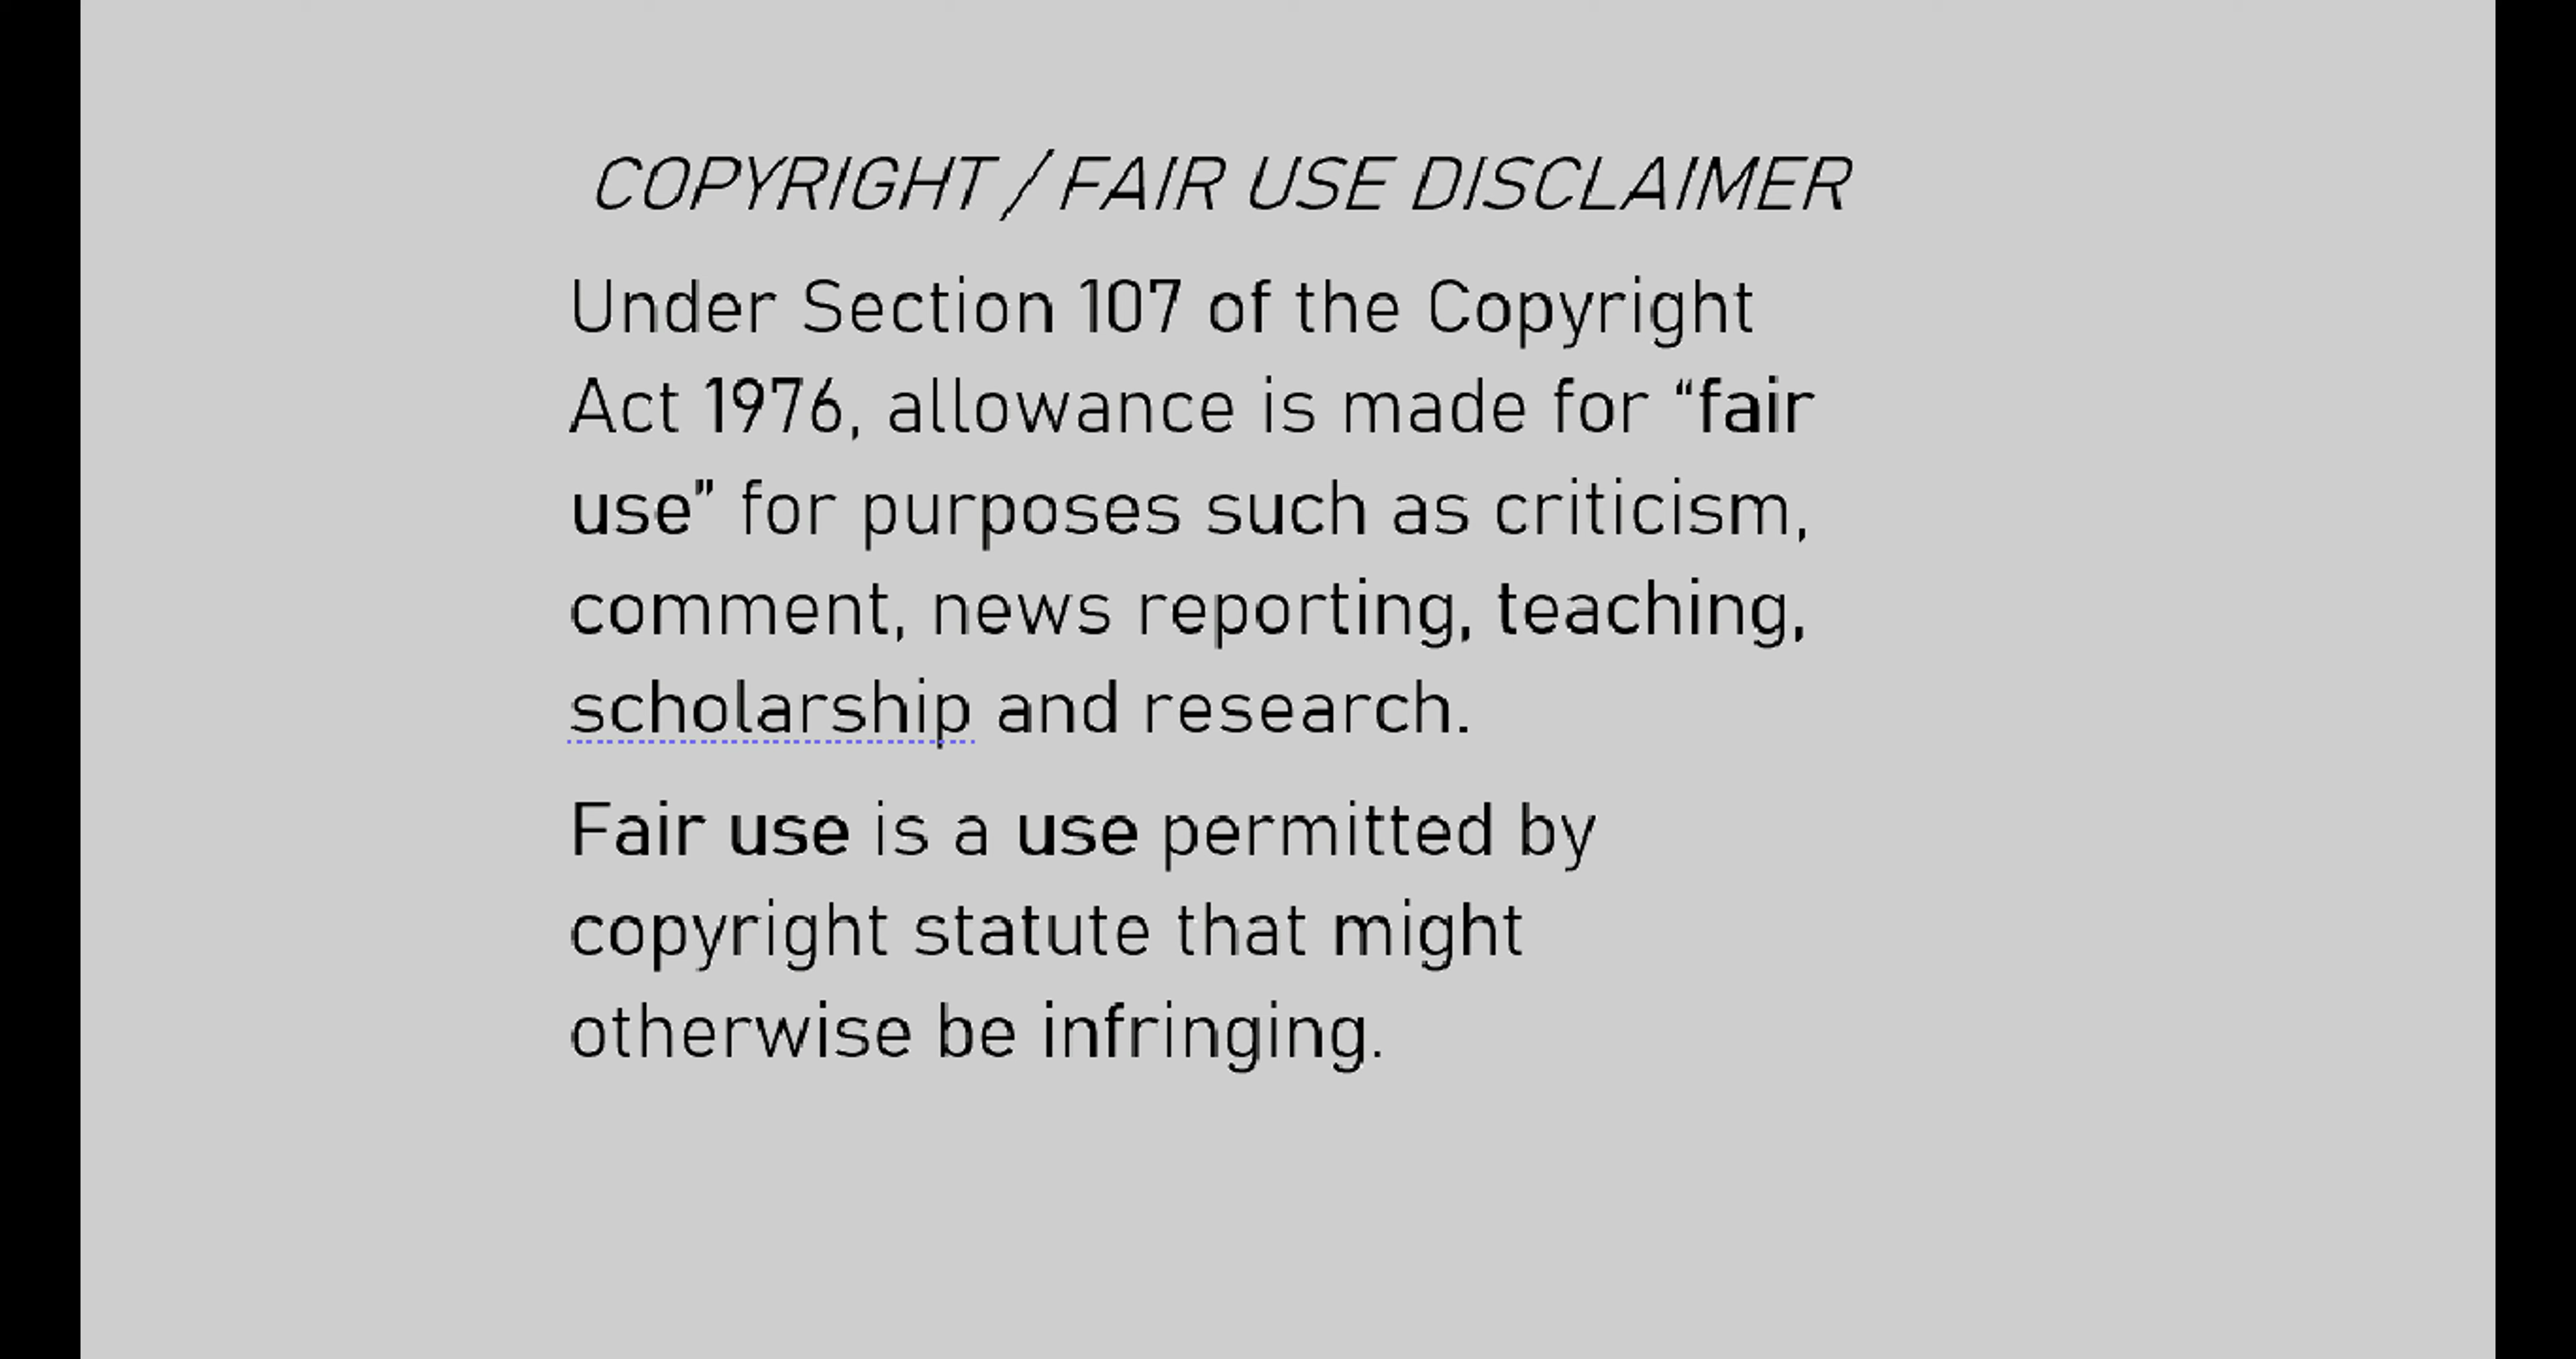 COPYRIGHT / FAIR USE DISCLAIMER
Under Section 107 of the Copyright
Act 1976, allowance is made for “fair
use” for purposes such as criticism,
comment, news reporting, teaching,
scholarship and research.
Fair use is a use permitted by
copyright statute that might
otherwise be infringing.